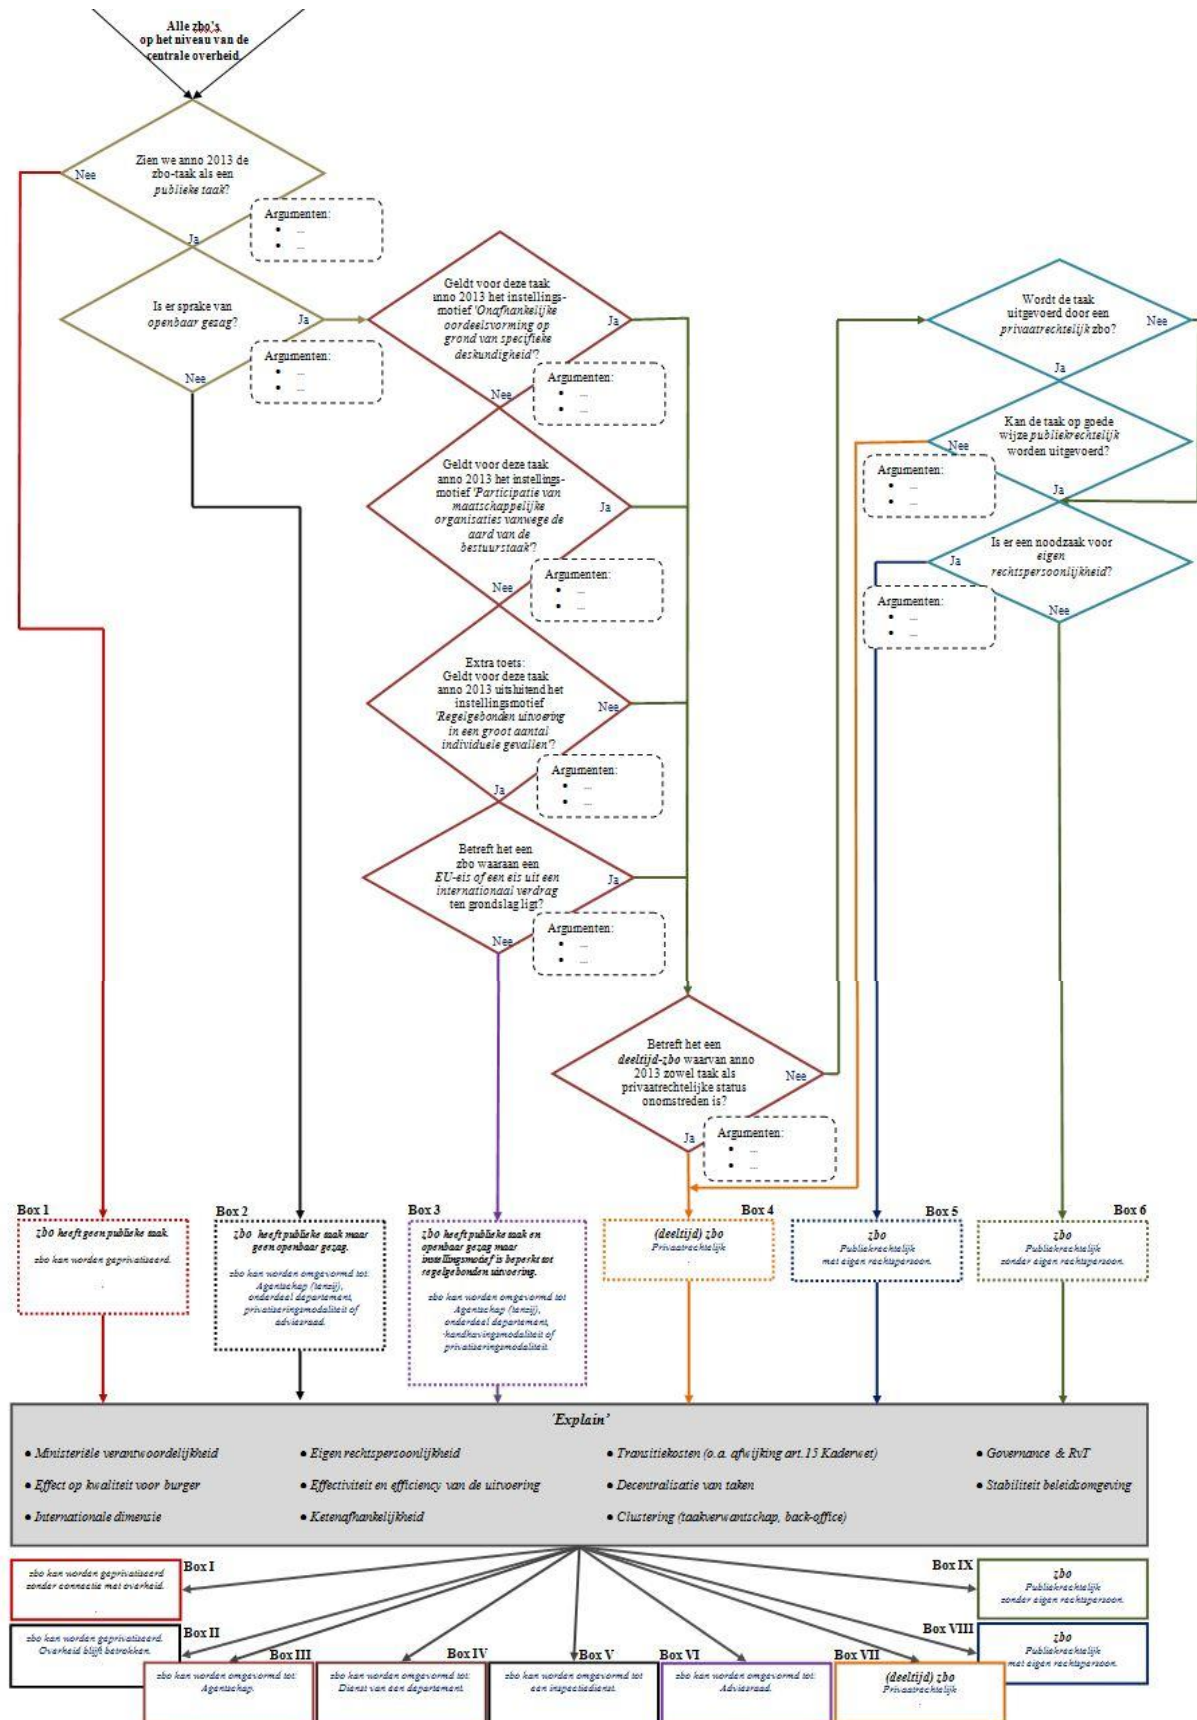 Alle zbo's
op het niveau van de
centrale overheid.
Zien we anno 2013 de
zbo-taak als een
publieke taak?
Nee
Ja
Argumenten:
• ...
• ...
Is er sprake van
openbaar gezag?
Ja
Nee
Argumenten:
• ...
• ...
Geldt voor deze taak
anno 2013 het instellings-
motief 'Onafhankelijke
oordeelsvorming op
grond van specifieke
deskundigheid'?
Ja
Nee
Argumenten:
• ...
• ...
Geldt voor deze taak
anno 2013 het instellings-
motief 'Participatie van
maatschappelijke
organisaties vanwege de
aard van de
bestuurstaak'?
Ja
Nee
Argumenten:
• ...
• ...
Extra toets:
Geldt voor deze taak
anno 2013 uitsluitend het
instellingsmotief
'Regelgebonden uitvoering
in een groot aantal
individuele gevallen'?
Nee
Ja
Argumenten:
• ...
• ...
Betreft het een
zbo waaraan een
EU-eis of een eis uit een
internationaal verdrag
ten grondslag ligt?
Ja
Nee
Argumenten:
• ...
• ...
Betreft het een
deeltijd-zbo waarvan anno
2013 zowel taak als
privaatrechtelijke status
onomstreden is?
Nee
Ja
Argumenten:
• ...
• ...
Wordt de taak
uitgevoerd door een
privaatrechtelijk zbo?
Nee
Ja
Kan de taak op goede
wijze publiekrechtelijk
worden uitgevoerd?
Nee
Ja
Argumenten:
• ...
• ...
Is er een noodzaak voor
eigen
rechtspersoonlijkheid?
Ja
Nee
Argumenten:
• ...
• ...
Box 1
zbo heeft geen publieke taak.
zbo kan worden geprivatiseerd.
.
Box 2
zbo heeft publieke taak maar
geen openbaar gezag.
zbo kan worden omgevormd tot:
Agentschap (tenzij),
onderdeel departement,
privatiseringsmodaliteit of
adviesraad.
Box 3
zbo heeft publieke taak en
openbaar gezag maar
instellingsmotief is beperkt tot
regelgebonden uitvoering.
zbo kan worden omgevormd tot
Agentschap (tenzij),
onderdeel departement,
-handhavingsmodaliteit of
privatiseringsmodaliteit.
Box 4
(deeltijd) zbo
Privaatrechtelijk
.
Box 5
zbo
Publiekrechtelijk
met eigen rechtspersoon.
Box 6
zbo
Publiekrechtelijk
zonder eigen rechtspersoon.
'Explain'
• Ministeriële verantwoordelijkheid
• Effect op kwaliteit voor burger
• Internationale dimensie
• Eigen rechtspersoonlijkheid
• Effectiviteit en efficiency van de uitvoering
• Ketenafhankelijkheid
• Transitiekosten (o.a. afwijking art.15 Kaderwet)
• Decentralisatie van taken
• Clustering (taakverwantschap, back-office)
• Governance & RvT
• Stabiliteit beleidsomgeving
Box I
zbo kan worden geprivatiseerd
zonder connectie met overheid.
.
Box II
zbo kan worden geprivatiseerd.
Overheid blijft betrokken.
Box III
zbo kan worden omgevormd tot:
Agentschap.
Box IV
zbo kan worden omgevormd tot:
Dienst van een departement.
Box V
zbo kan worden omgevormd tot:
een inspectiedienst.
Box VI
zbo kan worden omgevormd tot:
Adviesraad.
Box VII
(deeltijd) zbo
Privaatrechtelijk
.
Box VIII
zbo
Publiekrechtelijk
met eigen rechtspersoon.
Box IX
zbo
Publiekrechtelijk
zonder eigen rechtspersoon.